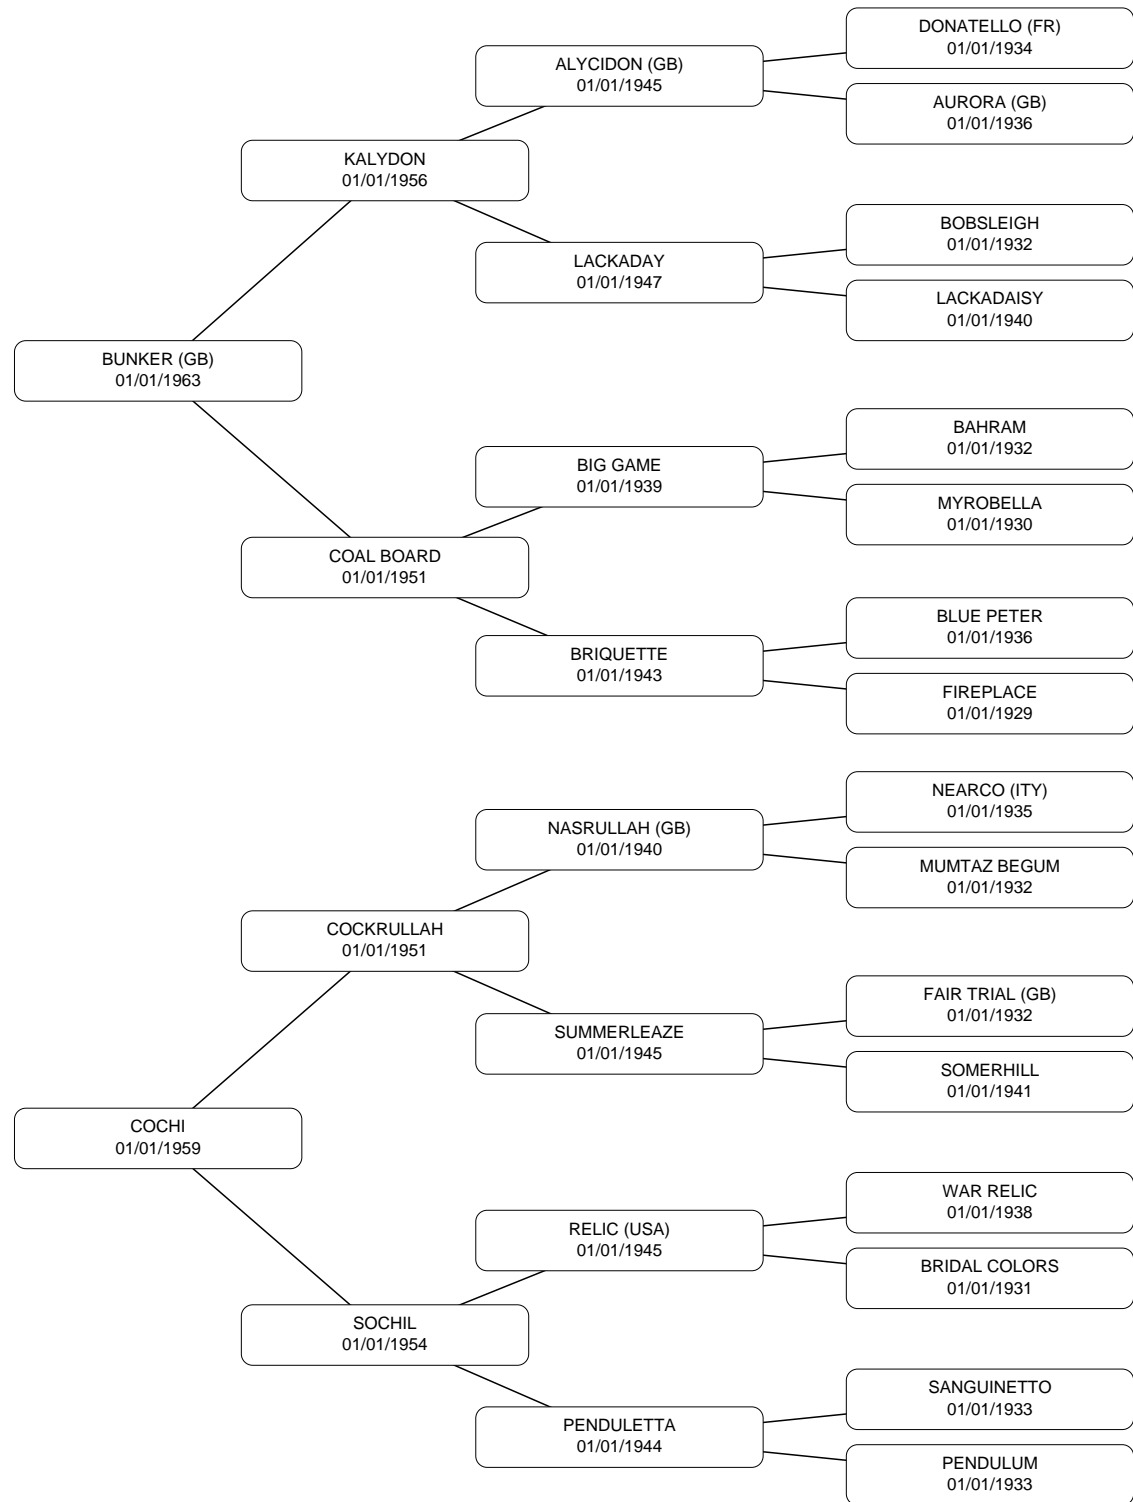 DONATELLO (FR)
01/01/1934
ALYCIDON (GB)
01/01/1945
AURORA (GB)
01/01/1936
KALYDON
01/01/1956
BOBSLEIGH
01/01/1932
LACKADAY
01/01/1947
LACKADAISY
01/01/1940
BUNKER (GB)
01/01/1963
BAHRAM
01/01/1932
BIG GAME
01/01/1939
MYROBELLA
01/01/1930
COAL BOARD
01/01/1951
BLUE PETER
01/01/1936
BRIQUETTE
01/01/1943
FIREPLACE
01/01/1929
NEARCO (ITY)
01/01/1935
NASRULLAH (GB)
01/01/1940
MUMTAZ BEGUM
01/01/1932
COCKRULLAH
01/01/1951
FAIR TRIAL (GB)
01/01/1932
SUMMERLEAZE
01/01/1945
SOMERHILL
01/01/1941
COCHI
01/01/1959
WAR RELIC
01/01/1938
RELIC (USA)
01/01/1945
BRIDAL COLORS
01/01/1931
SOCHIL
01/01/1954
SANGUINETTO
01/01/1933
PENDULETTA
01/01/1944
PENDULUM
01/01/1933